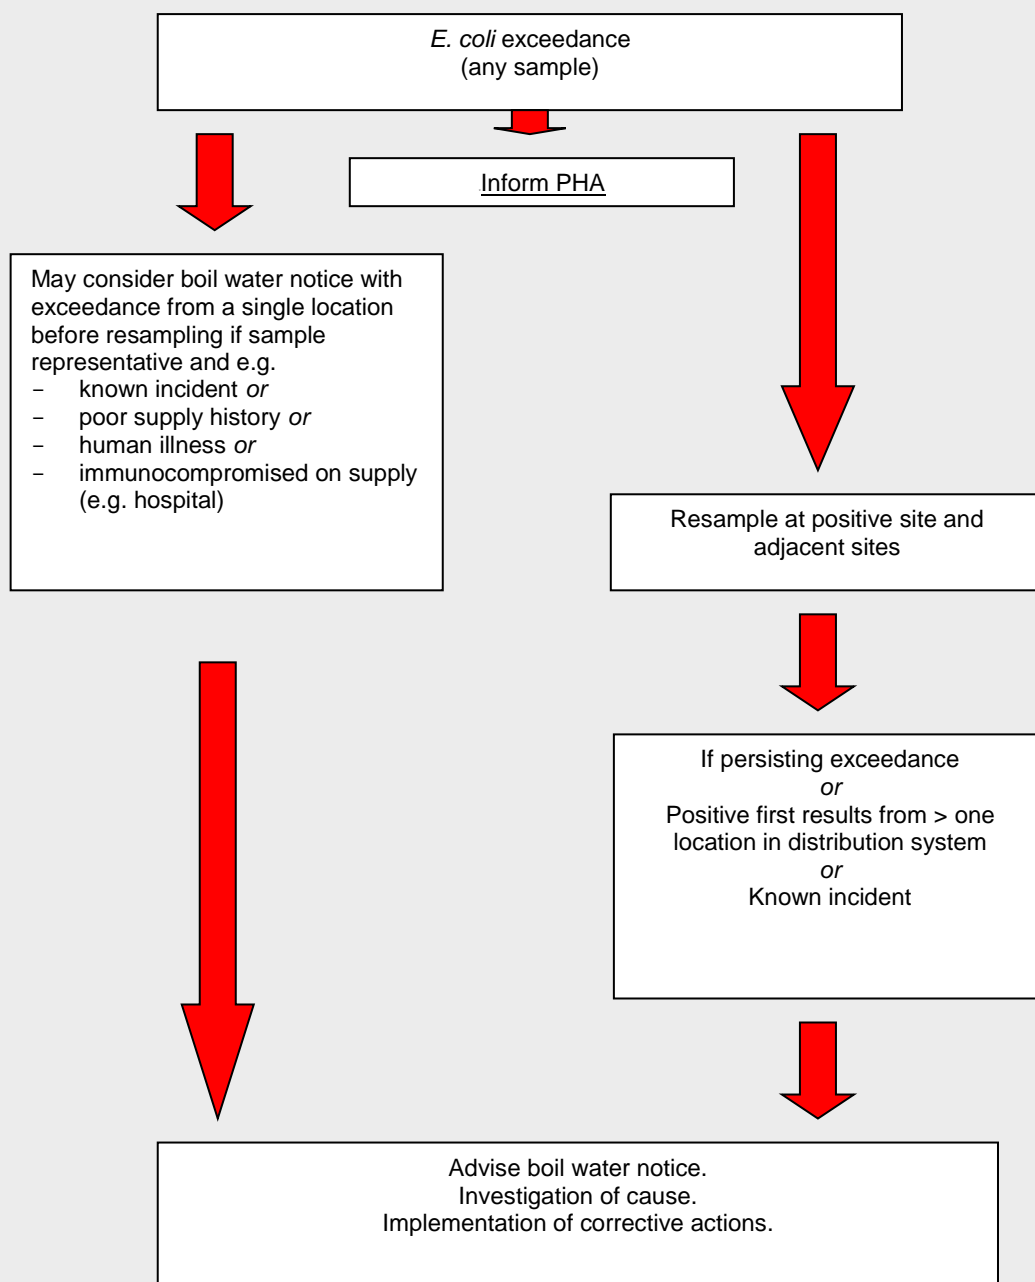 E. coli exceedance
(any sample)
Inform PHA
May consider boil water notice with
exceedance from a single location
before resampling if sample
representative and e.g.
- known incident or
- poor supply history or
- human illness or
- immunocompromised on supply
(e.g. hospital)
Resample at positive site and
adjacent sites
If persisting exceedance
or
Positive first results from > one
location in distribution system
or
Known incident
Advise boil water notice.
Investigation of cause.
Implementation of corrective actions.